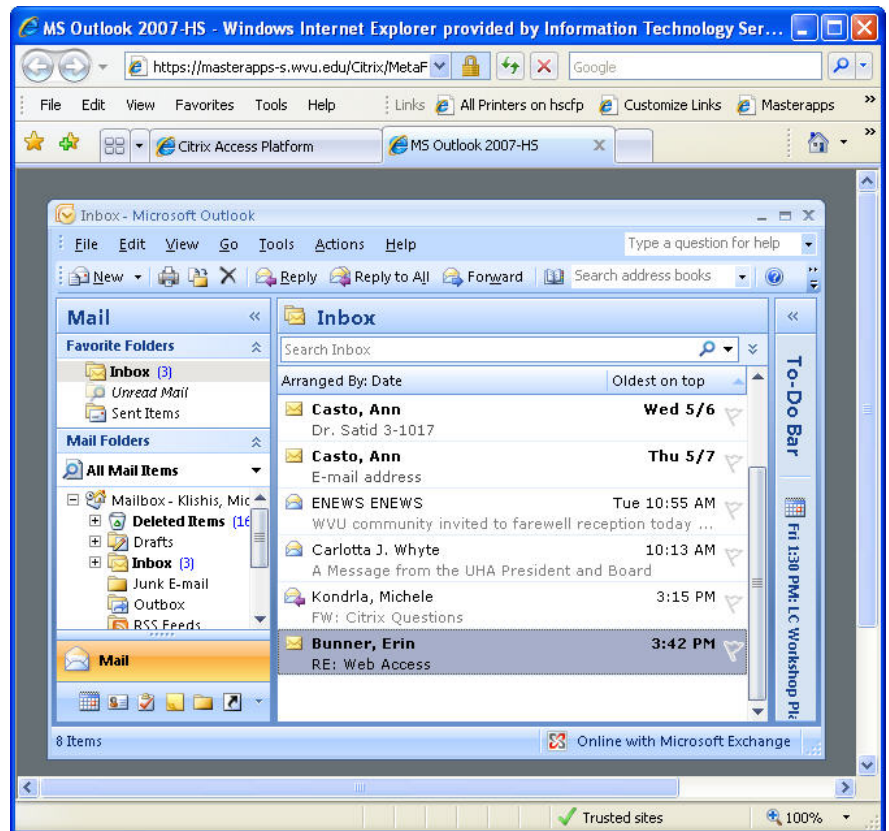 MS Outlook 2007-HS - Windows Internet Explorer provided by Information Technology Ser...
https://masterapps-s.wvu.edu/Citrix/MetaF
Google
File Edit View Favorites Tools Help Links All Printers on hscfp Customize Links Masterapps »
Citrix Access Platform MS Outlook 2007-HS
Inbox - Microsoft Outlook
File Edit View Go Tools Actions Help Type a question for help
New Reply Reply to All Forward Search address books
Mail «
Favorite Folders
Inbox (3)
Unread Mail
Sent Items
Mail Folders
All Mail Items
Mailbox - Klishis, Mic
Deleted Items (16
Drafts
Inbox (3)
Junk E-mail
Outbox
RSS Feeds
Mail
Inbox
Search Inbox
Arranged By: Date Oldest on top
Casto, Ann Wed 5/6
Dr. Satid 3-1017
Casto, Ann Thu 5/7
E-mail address
ENEWS ENEWS Tue 10:55 AM
WVU community invited to farewell reception today ...
Carlotta J. Whyte 10:13 AM
A Message from the UHA President and Board
Kondrla, Michele 3:15 PM
FW: Citrix Questions
Bunner, Erin 3:42 PM
RE: Web Access
«
To-Do Bar
Fri 1:30 PM: LC Workshop Pla
8 Items Online with Microsoft Exchange
Trusted sites 100%